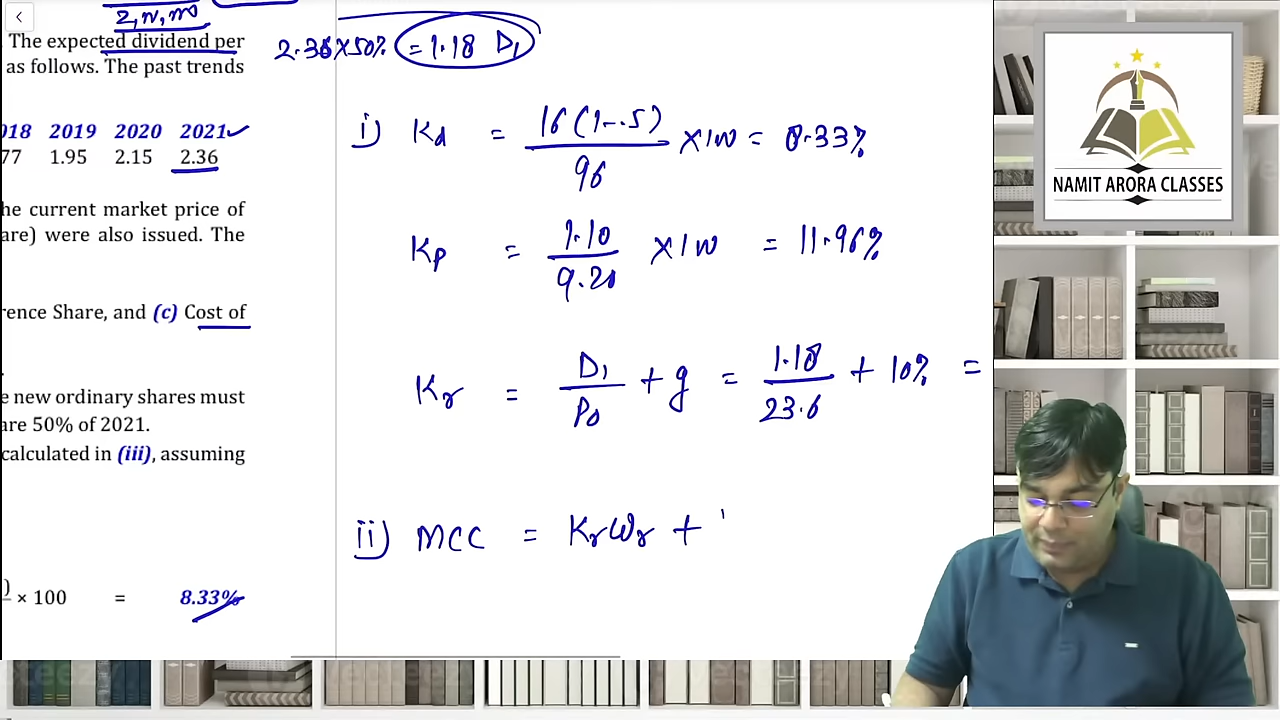 2, n, m
The expected dividend per
as follows. The past trends
2.36 × 50% = 1.18 D₁
018 2019 2020 2021
77 1.95 2.15 2.36
he current market price of
are) were also issued. The
rence Share, and (c) Cost of
e new ordinary shares must
are 50% of 2021.
calculated in (iii), assuming
) × 100 = 8.33%
i) Kd = 16(1-.5) / 96 × 100 = 8.33%
Kp = 1.10 / 9.20 × 100 = 11.96%
Kr = D₁ / P₀ + g = 1.18 / 23.6 + 10% =
ii) MCC = KrWr +
NAMIT ARORA CLASSES